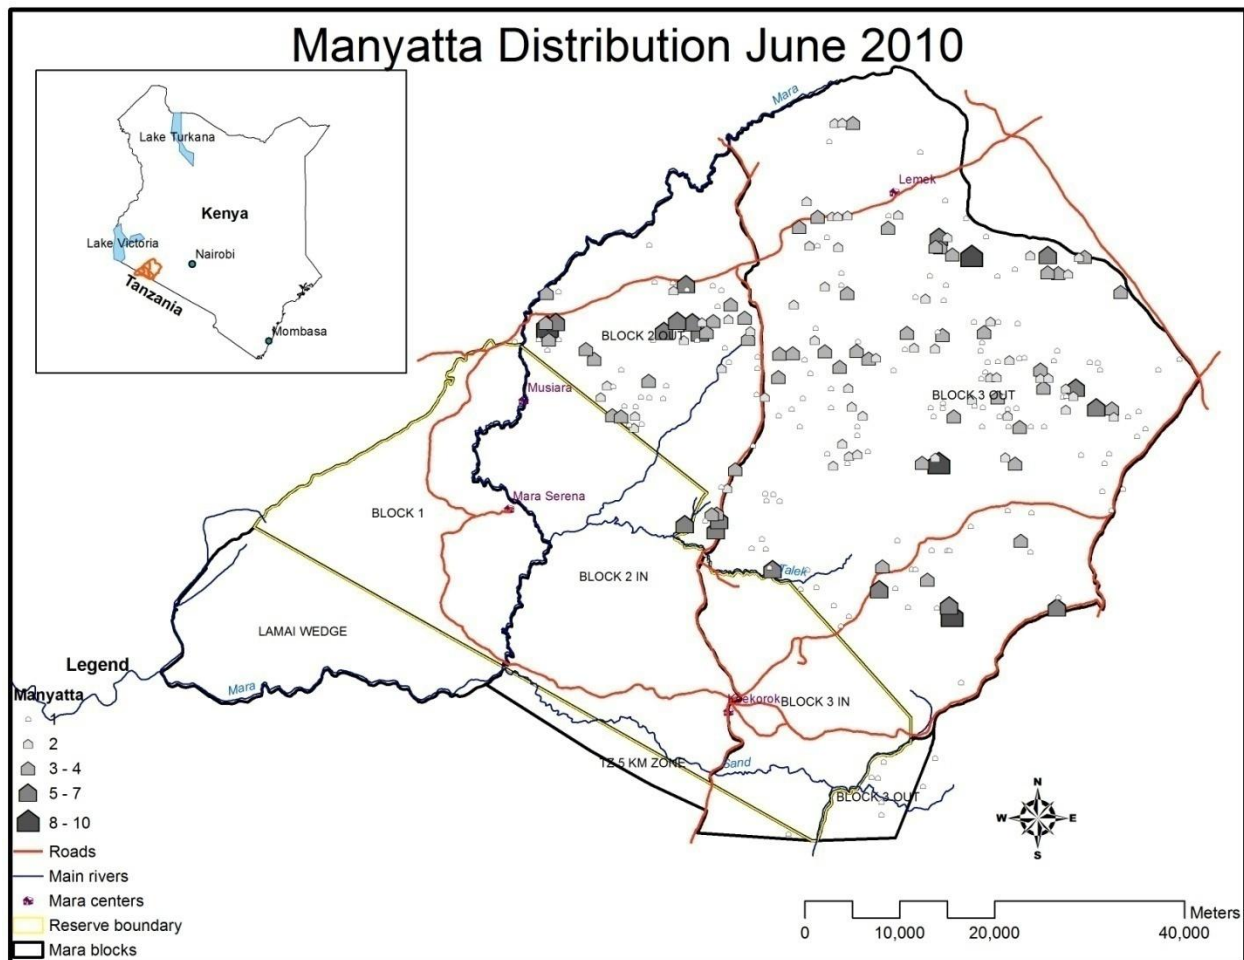 Manyatta Distribution June 2010
Lake Turkana
Kenya
Lake Victoria
Nairobi
Tanzania
Mombasa
Mara
Lemek
BLOCK 2 OUT
Musiara
BLOCK 3 OUT
Mara Serena
BLOCK 1
BLOCK 2 IN
Talek
LAMAI WEDGE
Mara
Keekorok
BLOCK 3 IN
TZ 5 KM ZONE
Sand
BLOCK 3 OUT
Legend
Manyatta
2
3 - 4
5 - 7
8 - 10
Roads
Main rivers
Mara centers
Reserve boundary
Mara blocks
N
W E
S
Meters
0 10,000 20,000 40,000